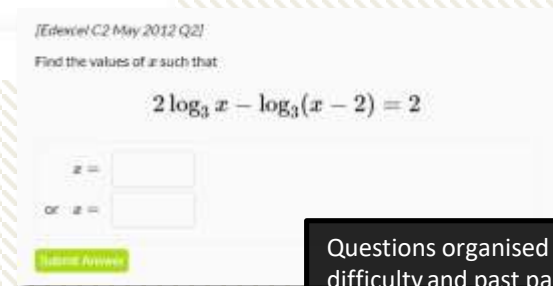 [Edexcel C2 May 2012 Q2]
Find the values of x such that
2 log₃ x − log₃(x − 2) = 2
x =
or x =
Submit Answer
Questions organised
difficulty and past pa